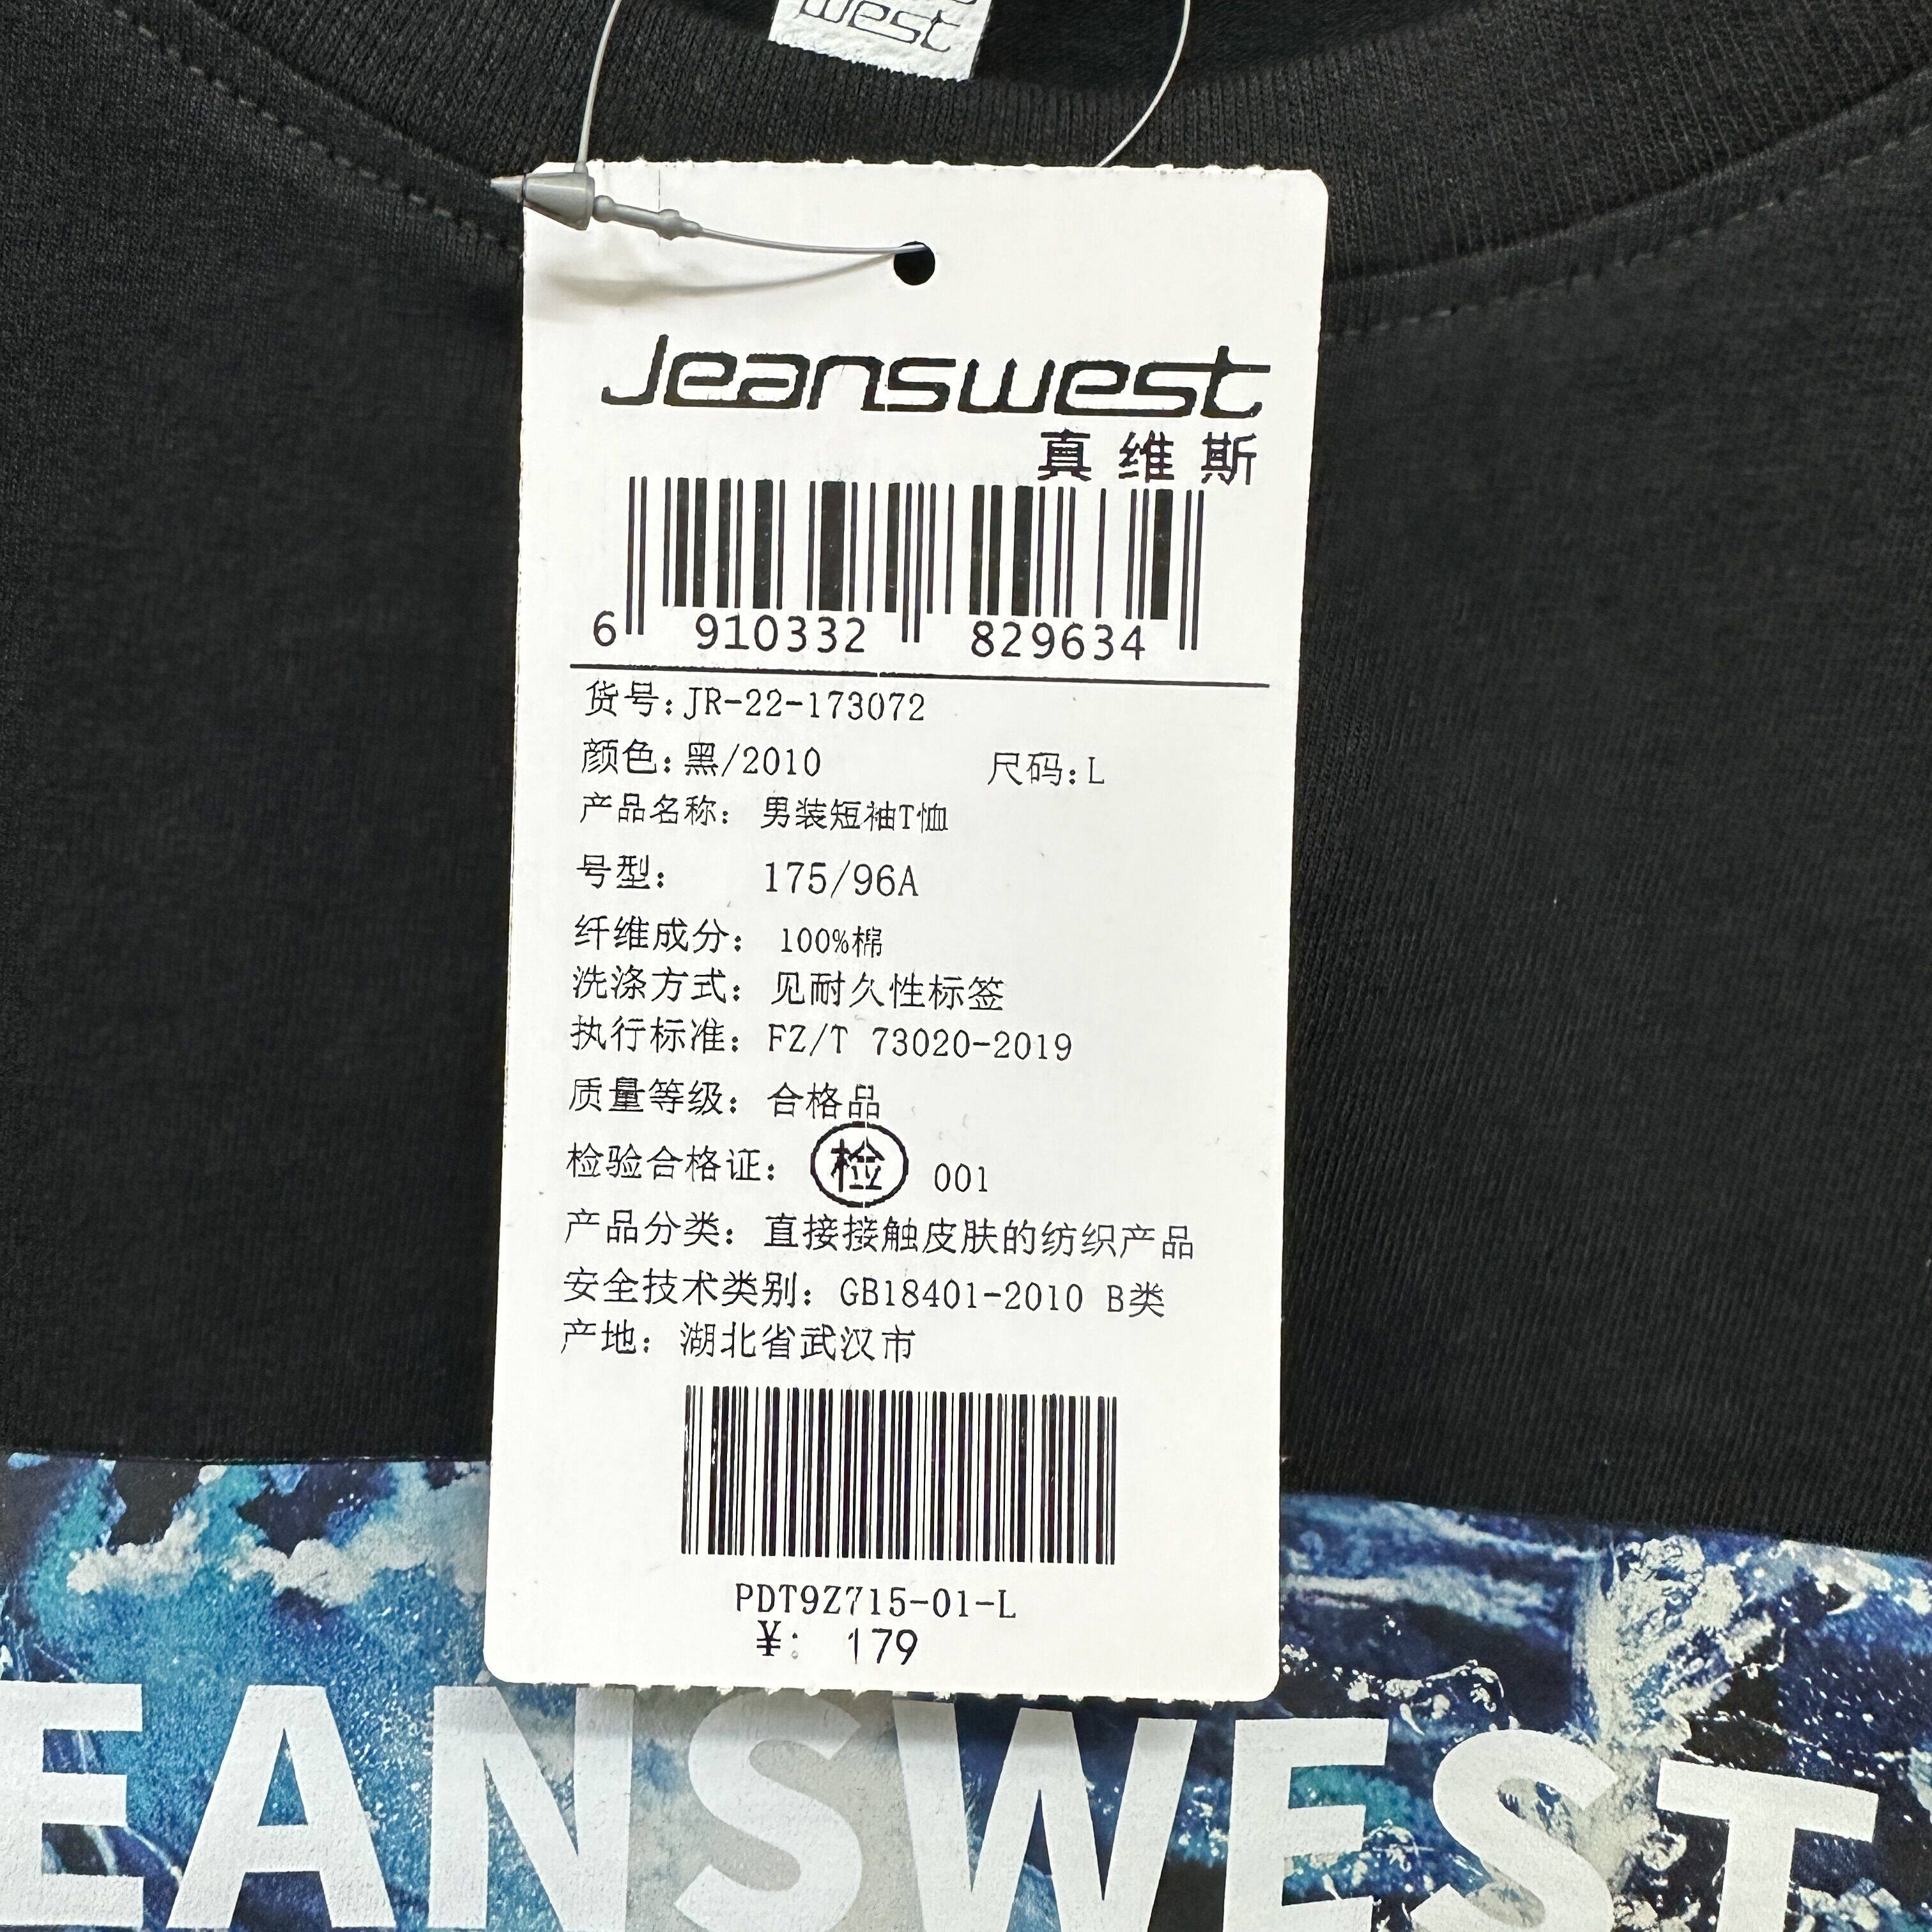 west
Jeanswest
真维斯
6 910332 829634
货号:JR-22-173072
颜色:黑/2010 尺码:L
产品名称: 男装短袖T恤
号型: 175/96A
纤维成分: 100%棉
洗涤方式: 见耐久性标签
执行标准: FZ/T 73020-2019
质量等级: 合格品
检验合格证: 检 001
产品分类: 直接接触皮肤的纺织产品
安全技术类别: GB18401-2010 B类
产地: 湖北省武汉市
PDT9Z715-01-L
¥: 179
EANSWEST